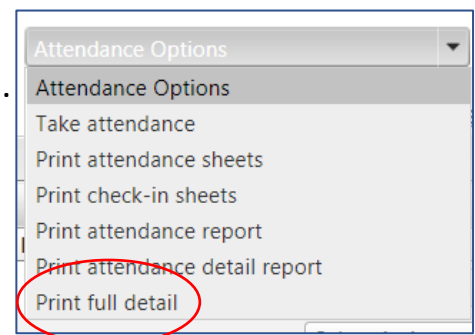 Attendance Options
Attendance Options
Take attendance
Print attendance sheets
Print check-in sheets
Print attendance report
Print attendance detail report
Print full detail